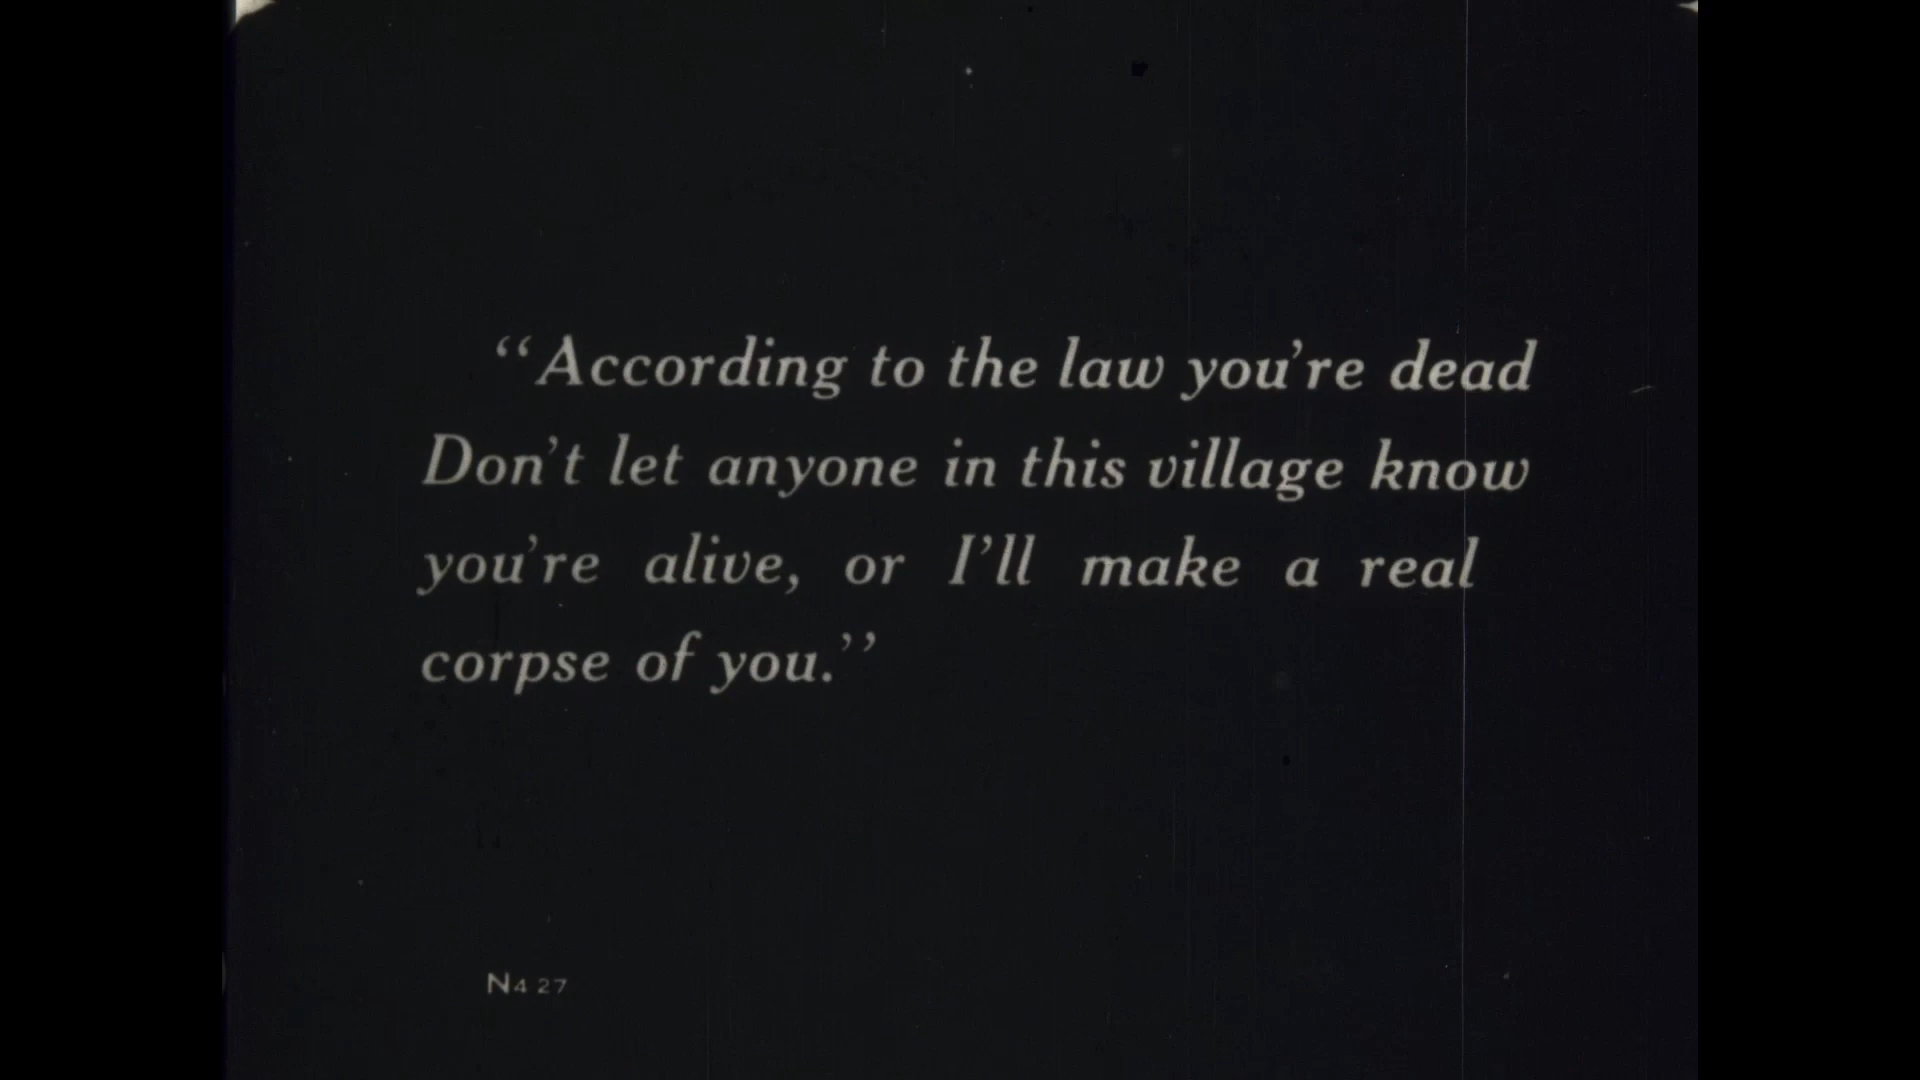 “According to the law you’re dead
Don’t let anyone in this village know
you’re alive, or I’ll make a real
corpse of you.”
N4 27